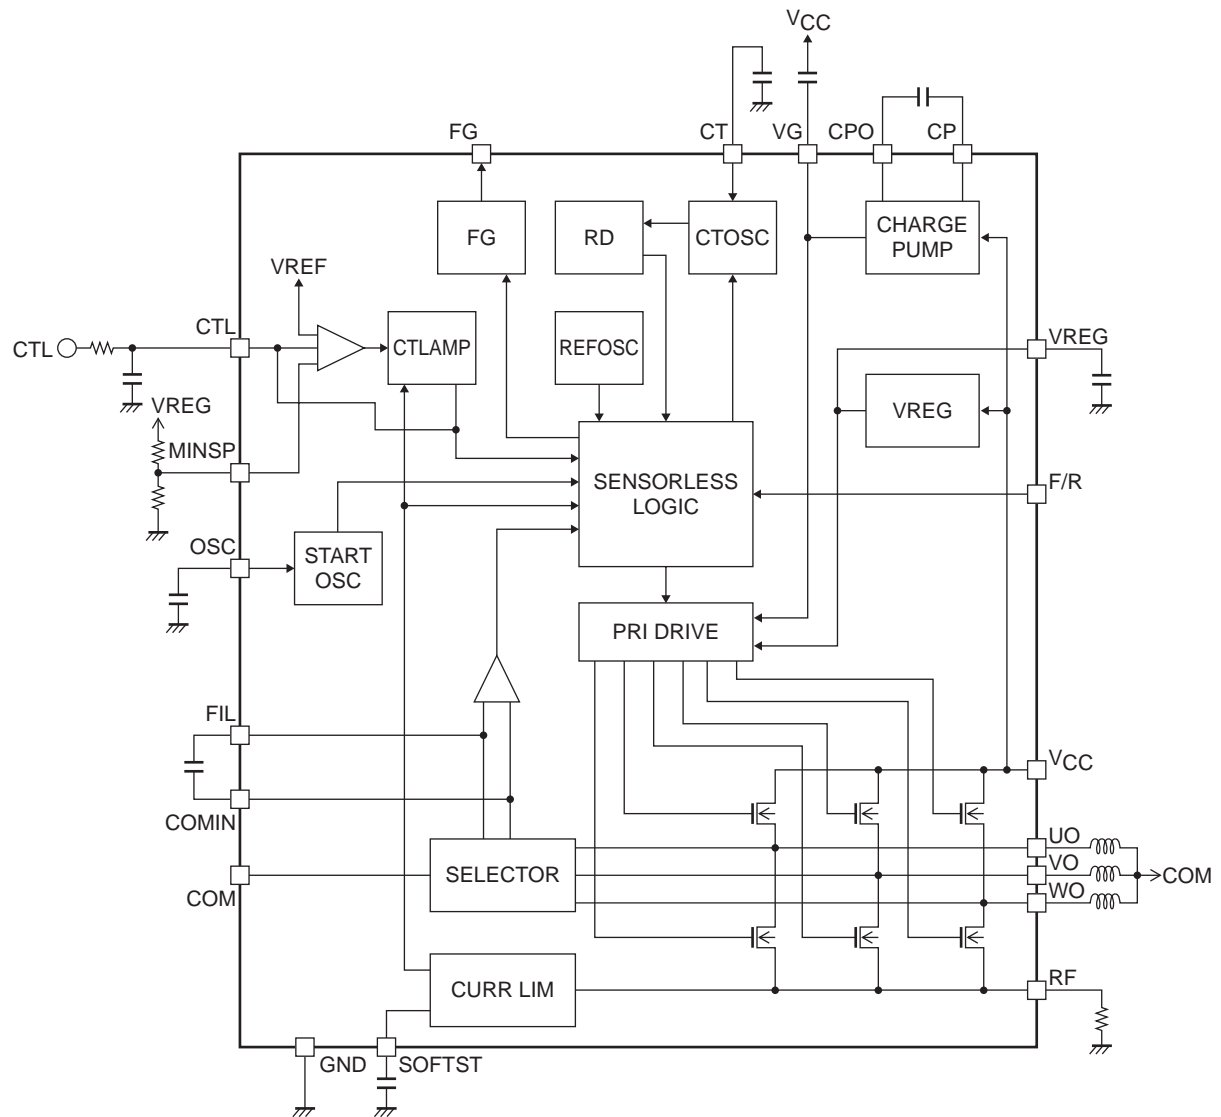 VCC
FG
CT
VG
CPO
CP
FG
RD
CTOSC
CHARGE
PUMP
VREF
CTL
CTL
CTLAMP
REFOSC
VREG
VREG
VREG
MINSP
SENSORLESS
LOGIC
F/R
OSC
START
OSC
PRI DRIVE
FIL
VCC
COMIN
UO
SELECTOR
VO
COM
COM
WO
CURR LIM
RF
GND
SOFTST